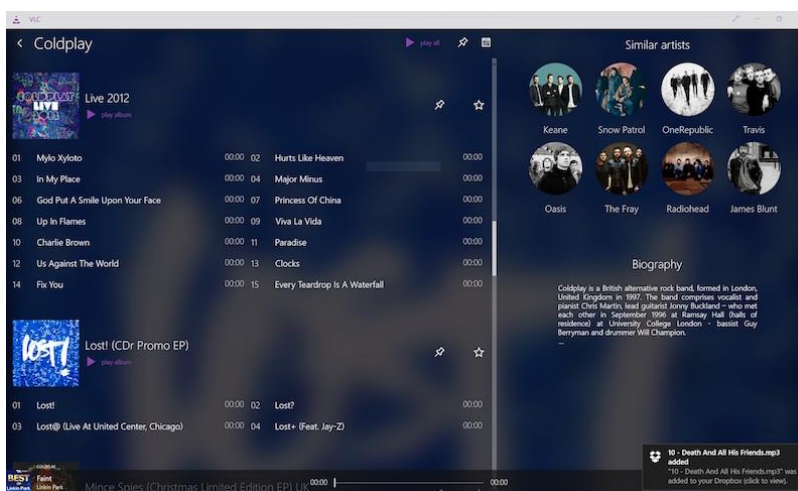 VLC
Coldplay
play all
COLDPLAY
LIVE
2012
Live 2012
play album
01 Mylo Xyloto 00:00 02 Hurts Like Heaven 00:00
03 In My Place 00:00 04 Major Minus 00:00
06 God Put A Smile Upon Your Face 00:00 07 Princess Of China 00:00
08 Up In Flames 00:00 09 Viva La Vida 00:00
10 Charlie Brown 00:00 11 Paradise 00:00
12 Us Against The World 00:00 13 Clocks 00:00
14 Fix You 00:00 15 Every Teardrop Is A Waterfall 00:00
LOST!
Lost! (CDr Promo EP)
play album
01 Lost! 00:00 02 Lost? 00:00
03 Lost@ (Live At United Center, Chicago) 00:00 04 Lost+ (Feat. Jay-Z) 00:00
COLDPLAY
Mince Spies (Christmas Limited Edition EP) UK
BEST
OF
Linkin Park
Faint
Linkin Park
00:00
00:00
Similar artists
Keane
Snow Patrol
OneRepublic
Travis
Oasis
The Fray
Radiohead
James Blunt
Biography
Coldplay is a British alternative rock band, formed in London,
United Kingdom in 1997. The band comprises vocalist and
pianist Chris Martin, lead guitarist Jonny Buckland – who met
each other in September 1996 at Ramsay Hall (halls of
residence) at University College London - bassist Guy
Berryman and drummer Will Champion.
...
10 - Death And All His Friends.mp3
added
"10 - Death And All His Friends.mp3" was
added to your Dropbox (click to view).